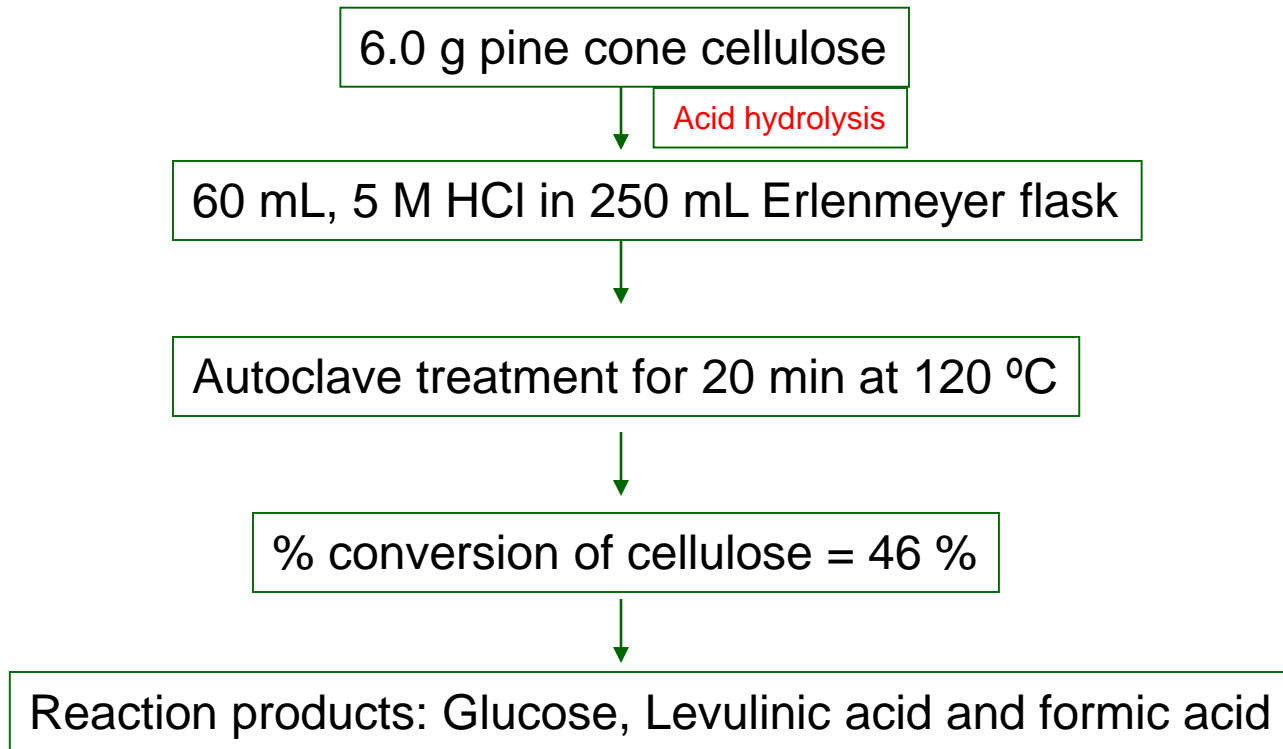 6.0 g pine cone cellulose
Acid hydrolysis
60 mL, 5 M HCl in 250 mL Erlenmeyer flask
Autoclave treatment for 20 min at 120 ⁰C
% conversion of cellulose = 46 %
Reaction products: Glucose, Levulinic acid and formic acid